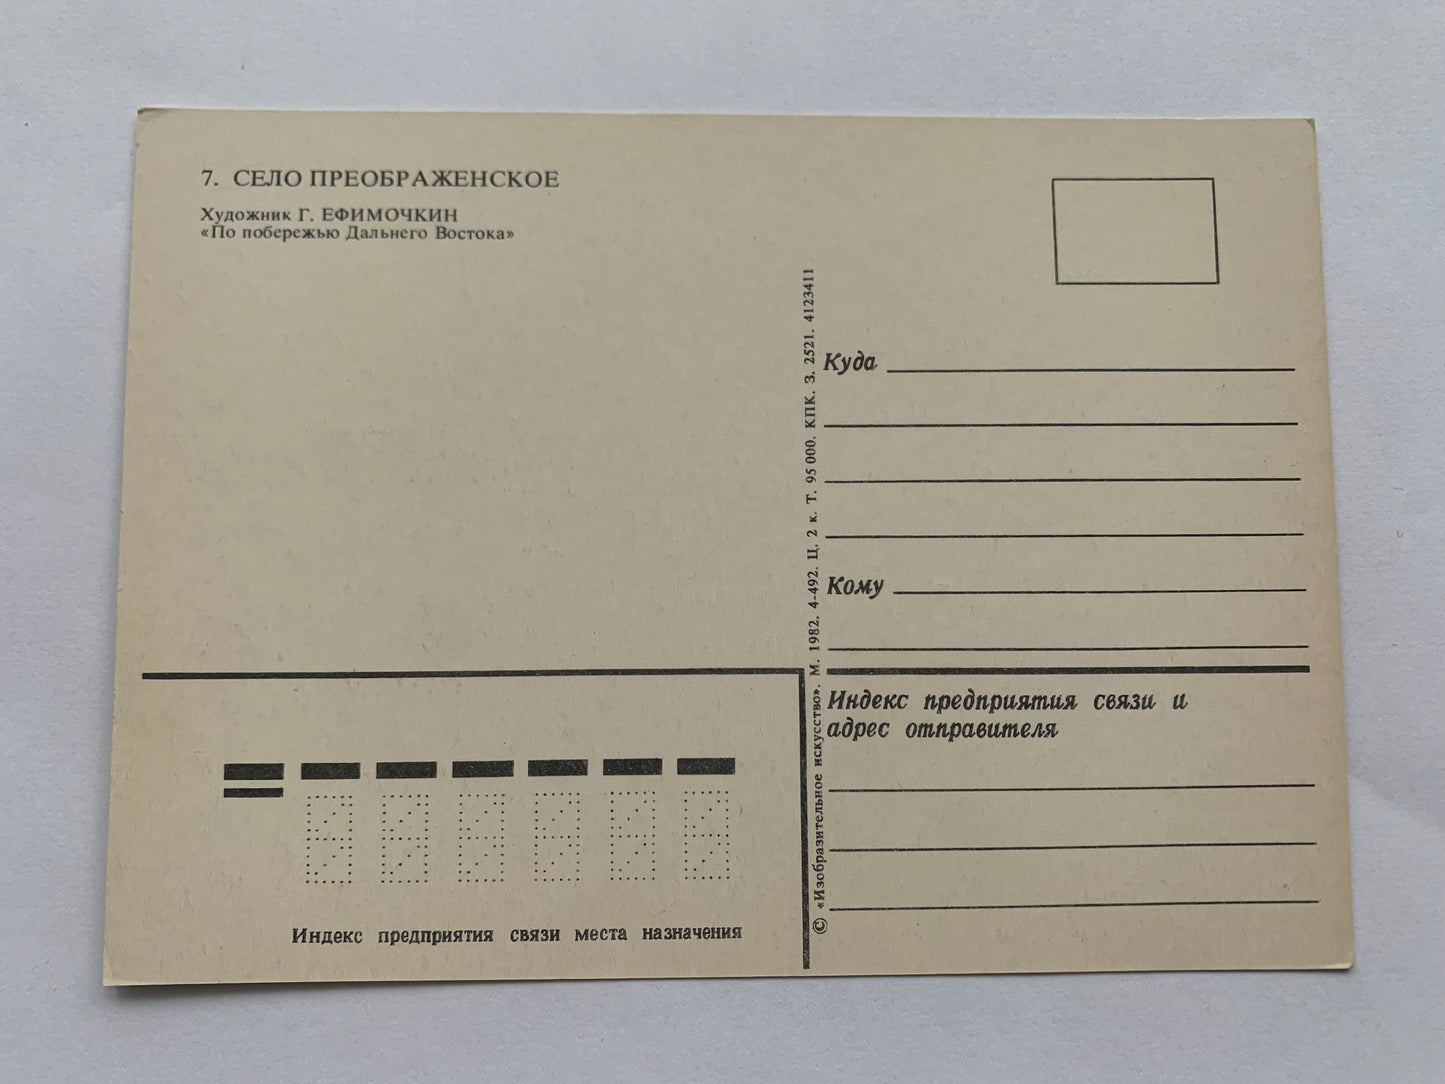 7. СЕЛО ПРЕОБРАЖЕНСКОЕ
Художник Г. ЕФИМОЧКИН
«По побережью Дальнего Востока»
© «Изобразительное искусство». М. 1982. 4-492. Ц. 2 к. Т. 95 000. КПК. З. 2521. 4123411
Куда
Кому
Индекс предприятия связи и
адрес отправителя
Индекс предприятия связи места назначения